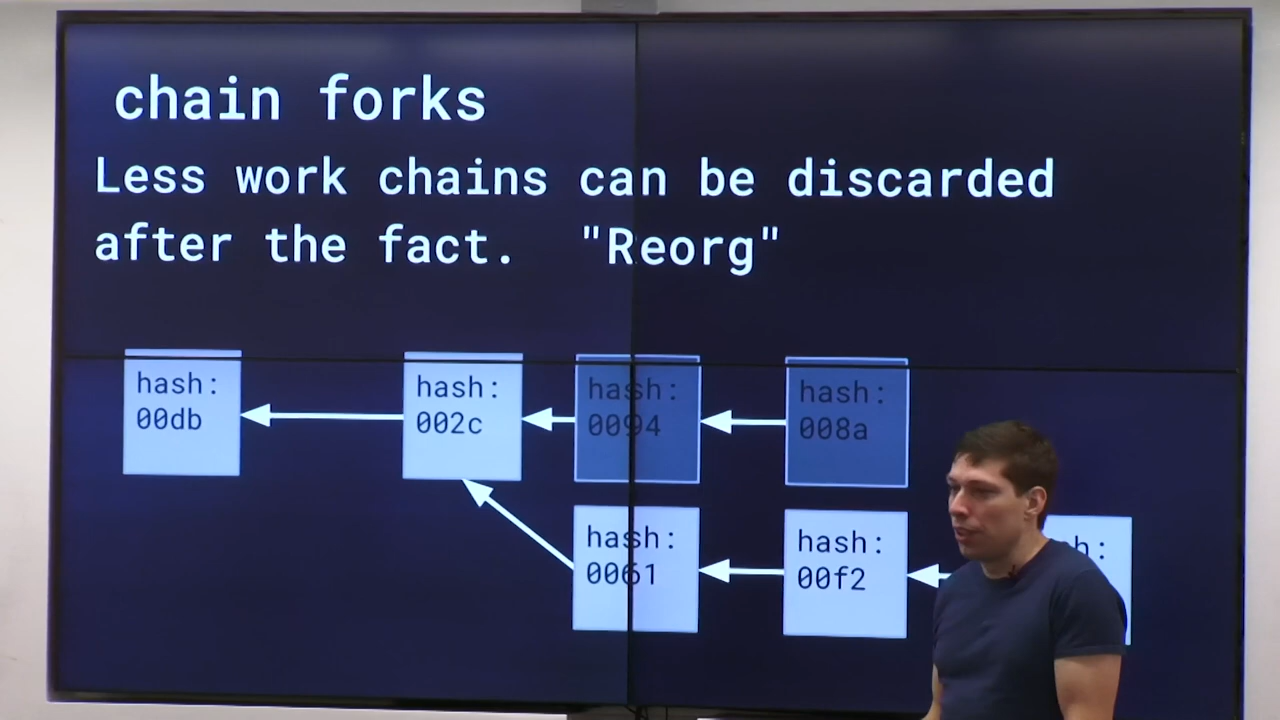 chain forks
Less work chains can be discarded
after the fact. "Reorg"
hash:
00db
hash:
002c
hash:
0094
hash:
008a
hash:
0061
hash:
00f2